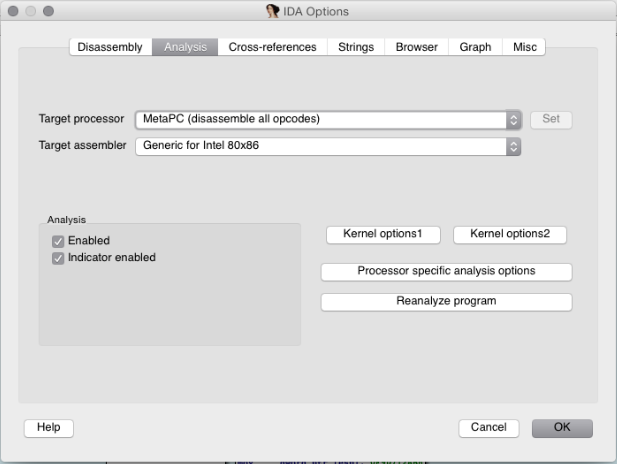 IDA Options
Disassembly Analysis Cross-references Strings Browser Graph Misc
Target processor MetaPC (disassemble all opcodes) Set
Target assembler Generic for Intel 80x86
Analysis
Enabled
Indicator enabled
Kernel options1 Kernel options2
Processor specific analysis options
Reanalyze program
Help Cancel OK